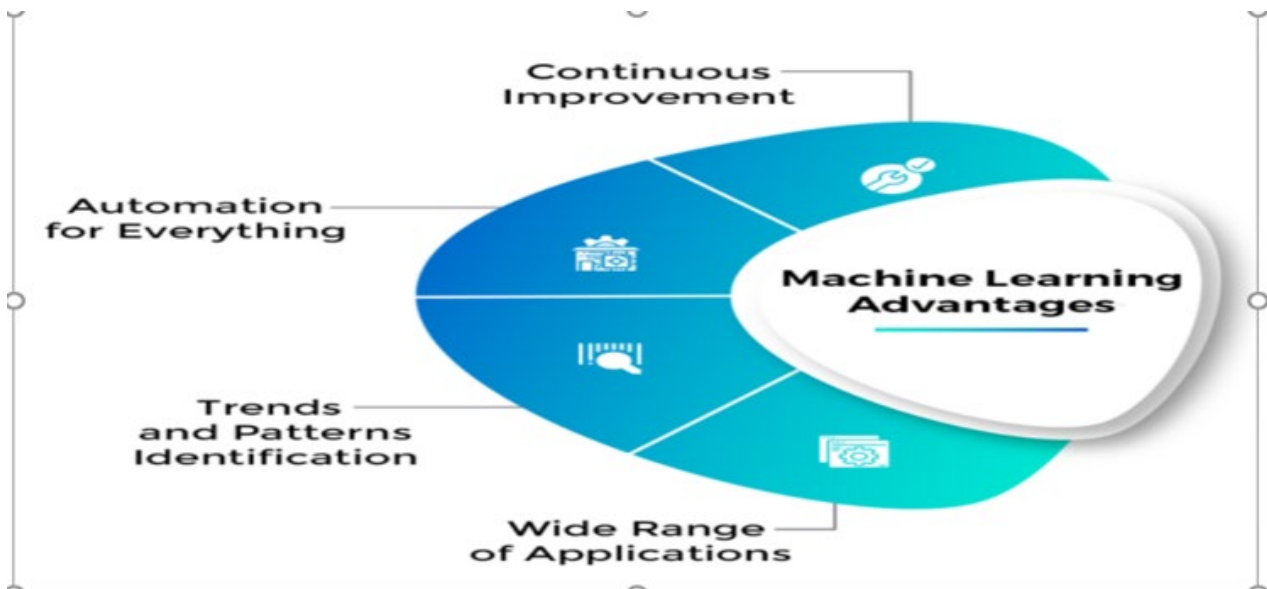 Continuous
Improvement
Automation
for Everything
Machine Learning
Advantages
Trends
and Patterns
Identification
Wide Range
of Applications